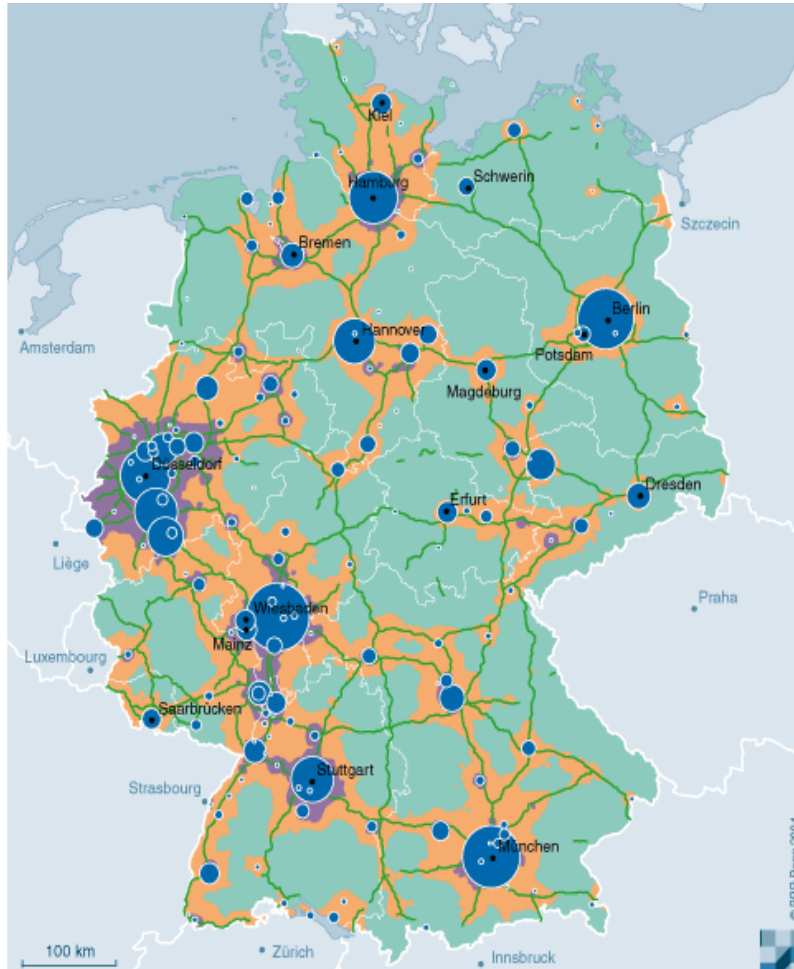 Kiel
Hamburg
Schwerin
Szczecin
Bremen
Berlin
Amsterdam
Hannover
Potsdam
Magdeburg
Düsseldorf
Dresden
Erfurt
Liège
Praha
Wiesbaden
Mainz
Luxembourg
Saarbrücken
Stuttgart
Strasbourg
München
100 km
Zürich
Innsbruck